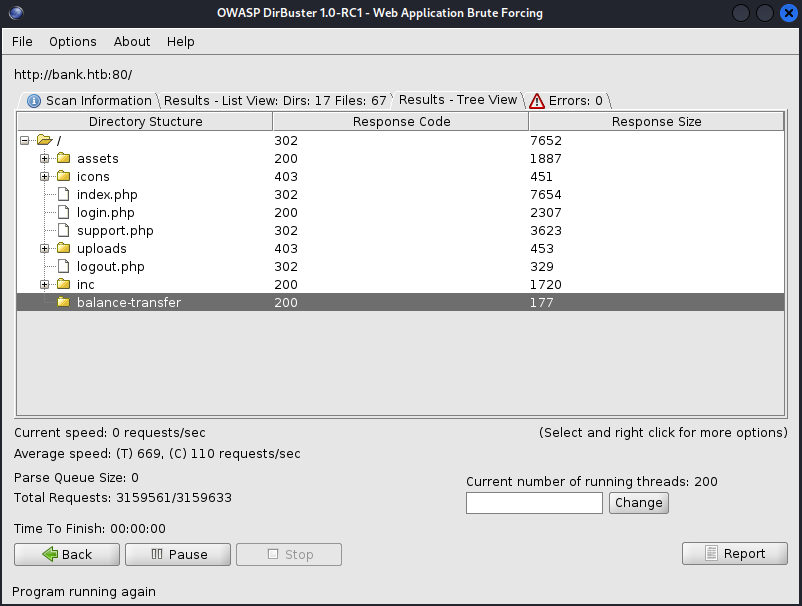 OWASP DirBuster 1.0-RC1 - Web Application Brute Forcing
File Options About Help
http://bank.htb:80/
Scan Information Results - List View: Dirs: 17 Files: 67 Results - Tree View Errors: 0
Directory Stucture Response Code Response Size
/ 302 7652
assets 200 1887
icons 403 451
index.php 302 7654
login.php 200 2307
support.php 302 3623
uploads 403 453
logout.php 302 329
inc 200 1720
balance-transfer 200 177
Current speed: 0 requests/sec (Select and right click for more options)
Average speed: (T) 669, (C) 110 requests/sec
Parse Queue Size: 0 Current number of running threads: 200
Total Requests: 3159561/3159633 Change
Time To Finish: 00:00:00
Back Pause Stop Report
Program running again